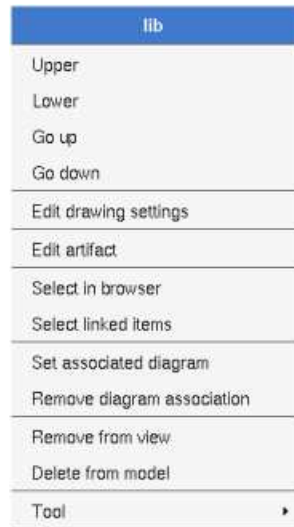 lib
Upper
Lower
Go up
Go down
Edit drawing settings
Edit artifact
Select in browser
Select linked items
Set associated diagram
Remove diagram association
Remove from view
Delete from model
Tool